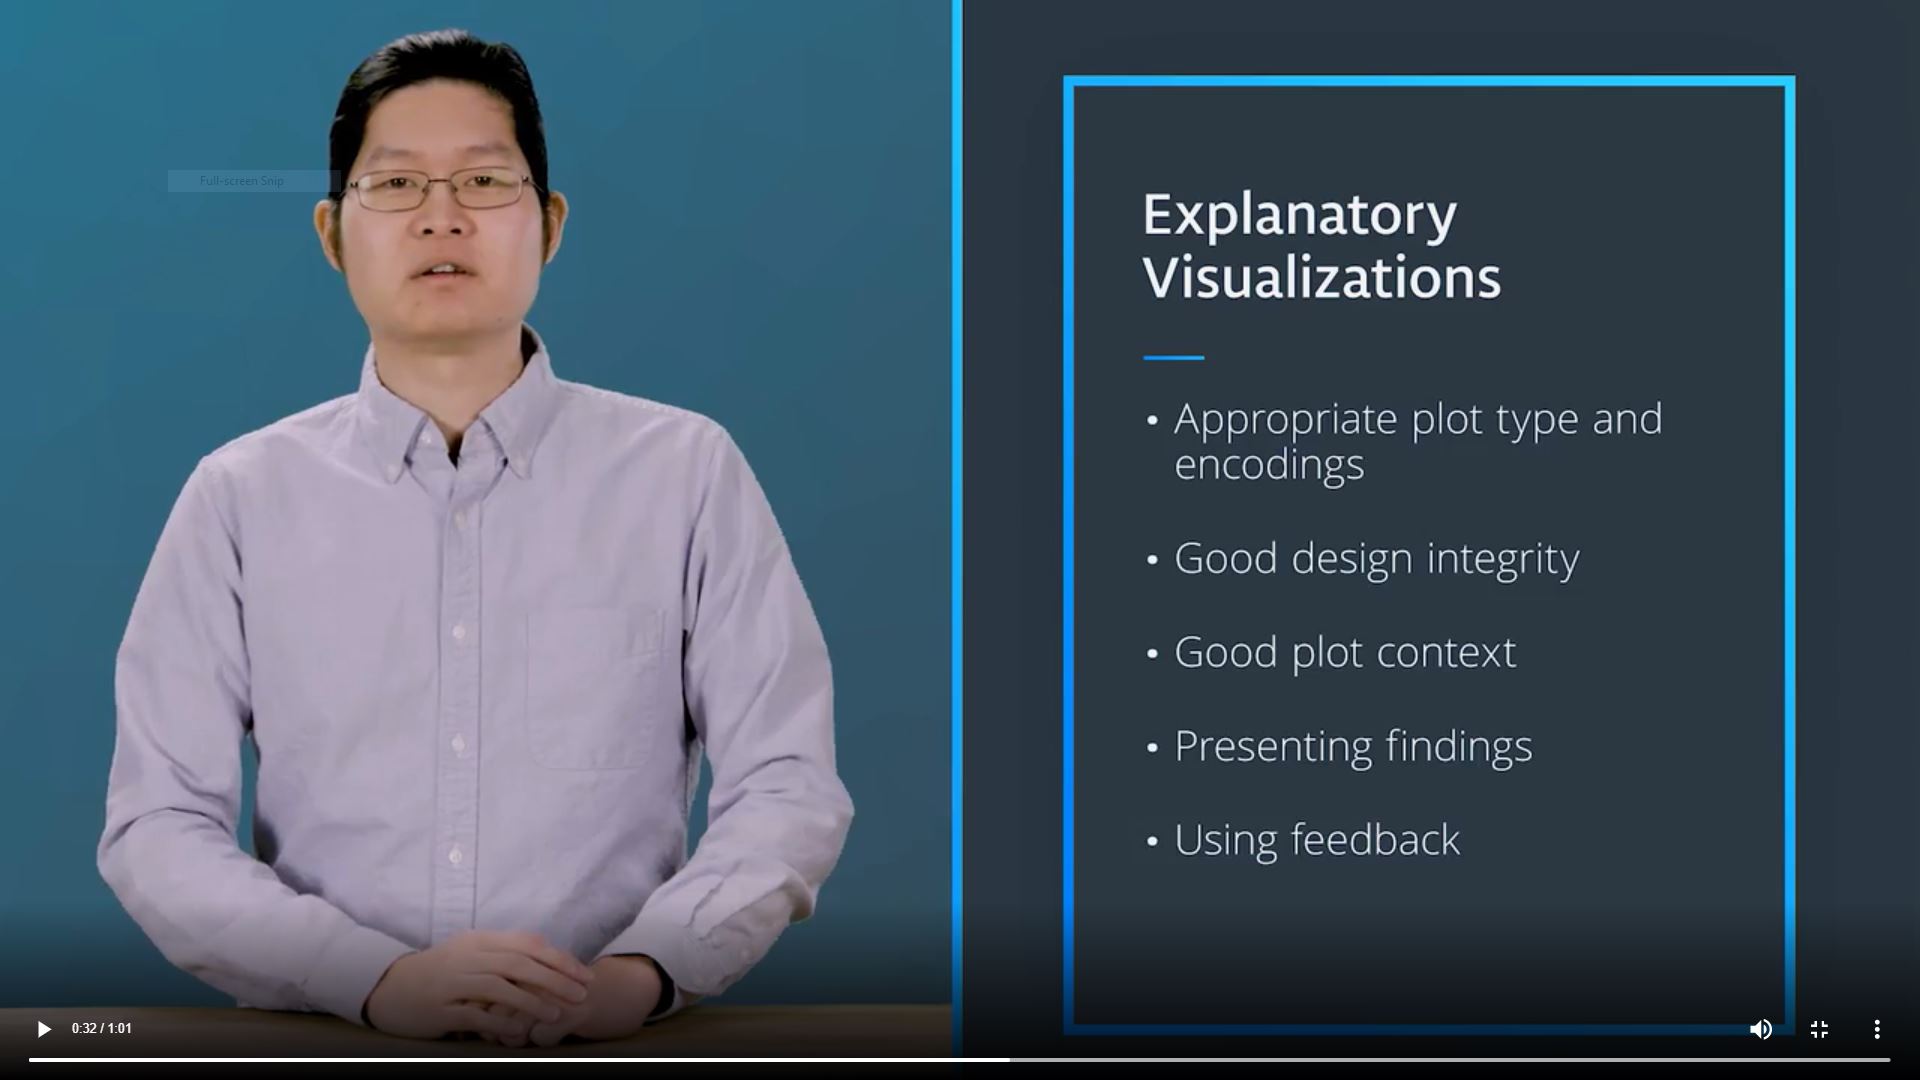 Full-screen Snip
Explanatory
Visualizations
• Appropriate plot type and
encodings
• Good design integrity
• Good plot context
• Presenting findings
• Using feedback
0:32 / 1:01